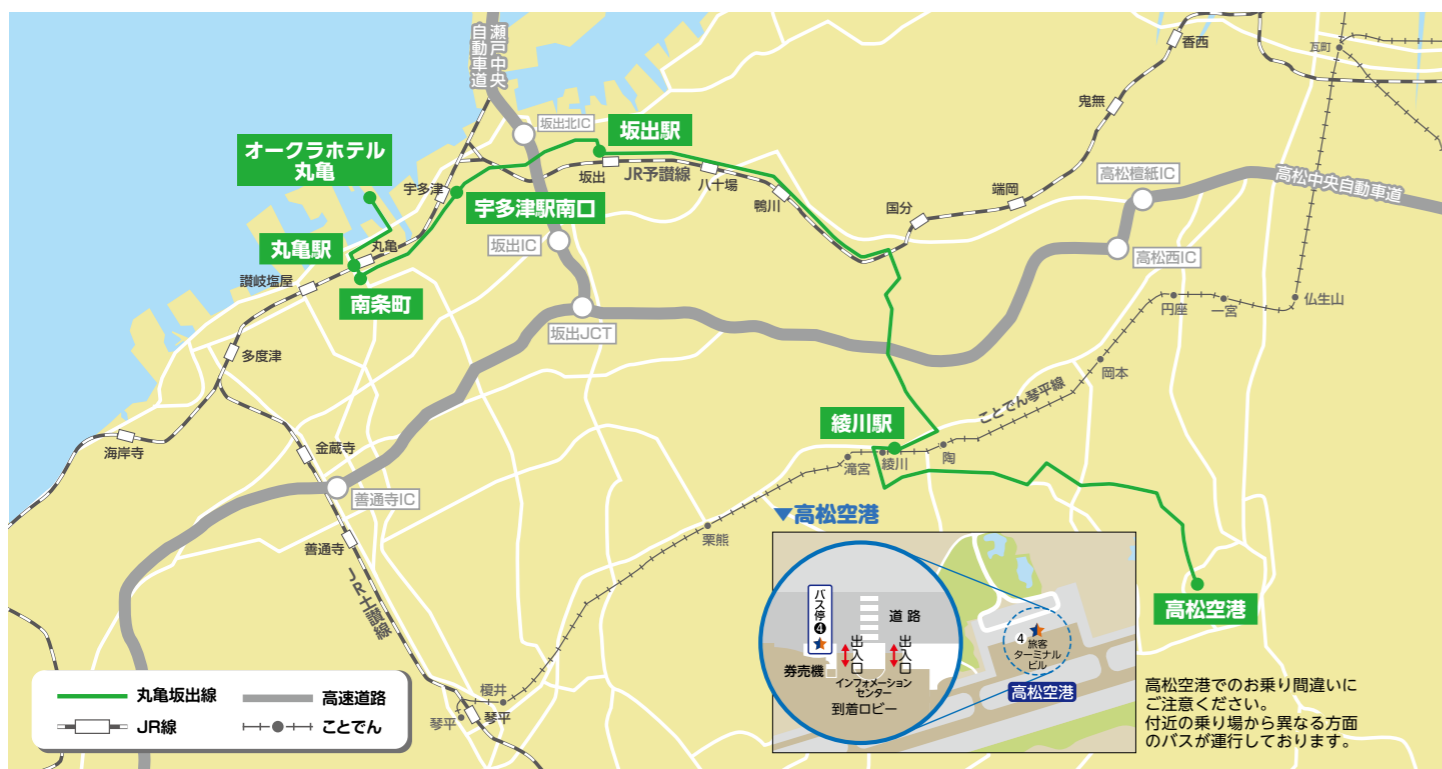 瀬戸中央
自動車道
香西
瓦町
鬼無
坂出北IC
坂出駅
オークラホテル
丸亀
坂出
JR予讃線
八十場
高松檀紙IC
高松中央自動車道
宇多津
宇多津駅南口
鴨川
国分
端岡
丸亀駅
丸亀
坂出IC
高松西IC
讃岐塩屋
南条町
仏生山
円座
一宮
坂出JCT
多度津
岡本
ことでん琴平線
綾川駅
海岸寺
金蔵寺
滝宮
綾川
陶
善通寺IC
▼高松空港
栗熊
善通寺
JR土讃線
高松空港
バス停❹
道路
出入口
出入口
券売機
インフォメーション
センター
到着ロビー
4
旅客
ターミナル
ビル
高松空港
榎井
琴平
琴平
高松空港でのお乗り間違いに
ご注意ください。
付近の乗り場から異なる方面
のバスが運行しております。
丸亀坂出線
高速道路
JR線
ことでん